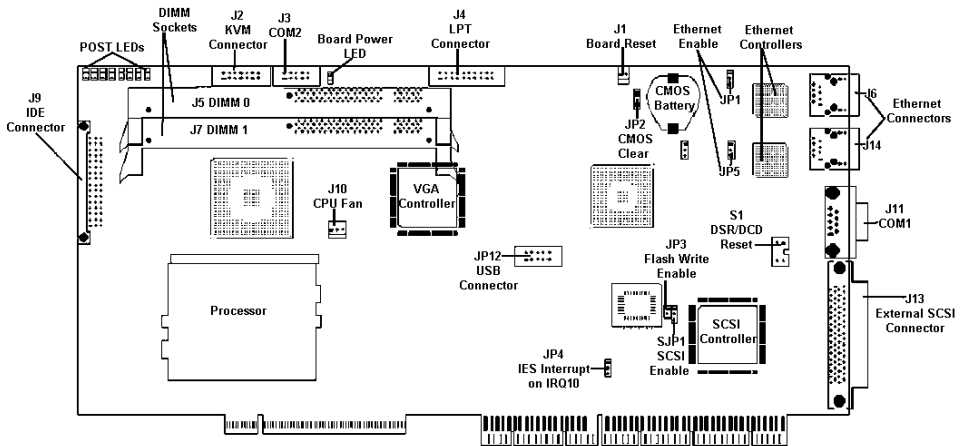 DIMM
Sockets
J2
KVM
Connector
J3
COM2
Board Power
LED
J4
LPT
Connector
J1
Board Reset
Ethernet
Enable
Ethernet
Controllers
POST LEDs
J9
IDE
Connector
J5 DIMM 0
J7 DIMM 1
CMOS
Battery
JP1
JP2
CMOS
Clear
JP5
J6
Ethernet
Connectors
J14
J10
CPU Fan
VGA
Controller
S1
DSR/DCD
Reset
J11
COM1
JP12
USB
Connector
JP3
Flash Write
Enable
J13
External SCSI
Connector
Processor
SCSI
Controller
SJP1
SCSI
Enable
JP4
IES Interrupt
on IRQ10